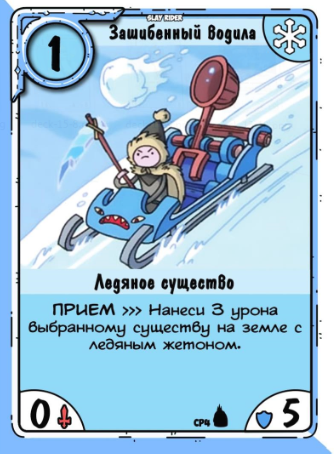 SLAY RIDER
1
Зашибенный водила
Ледяное существо
ПРИЕМ >>> Нанеси 3 урона
выбранному существу на земле с
ледяным жетоном.
0
CP4
5